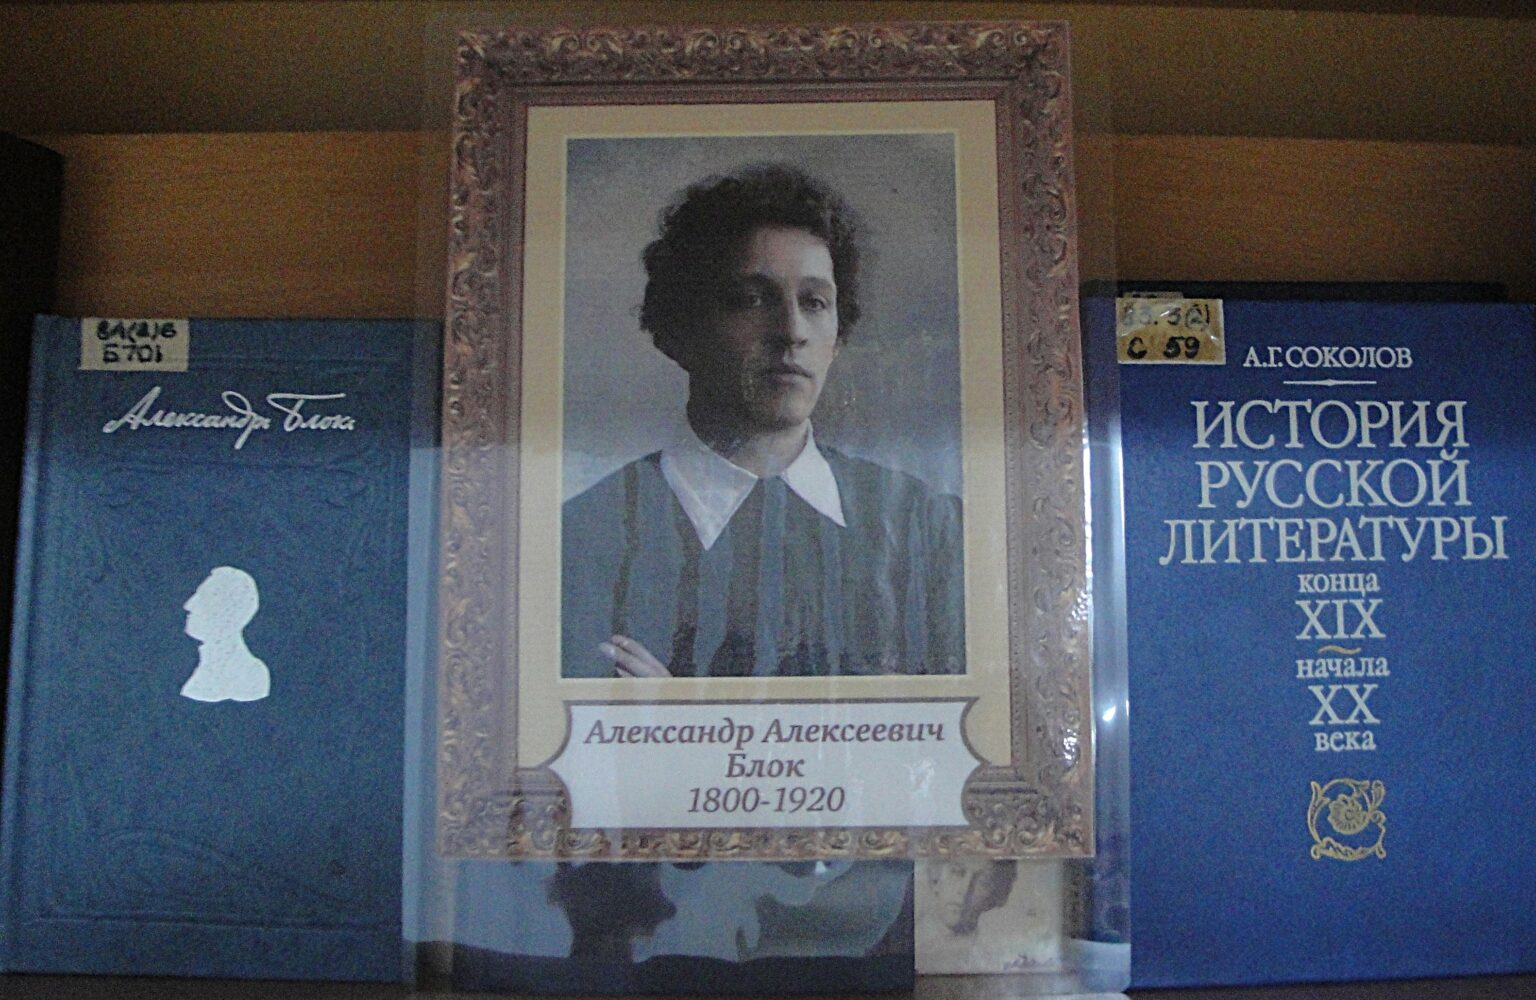 Б701
Александр Блок
Александр Алексеевич
Блок
1800-1920
С 59
А.Г.СОКОЛОВ
ИСТОРИЯ
РУССКОЙ
ЛИТЕРАТУРЫ
конца
XIX
начала
XX
века